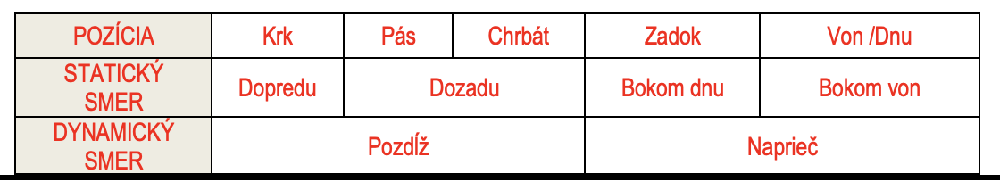 POZÍCIA Krk Pás Chrbát Zadok Von /Dnu
STATICKÝ
SMER Dopredu Dozadu Bokom dnu Bokom von
DYNAMICKÝ
SMER Pozdĺž Naprieč